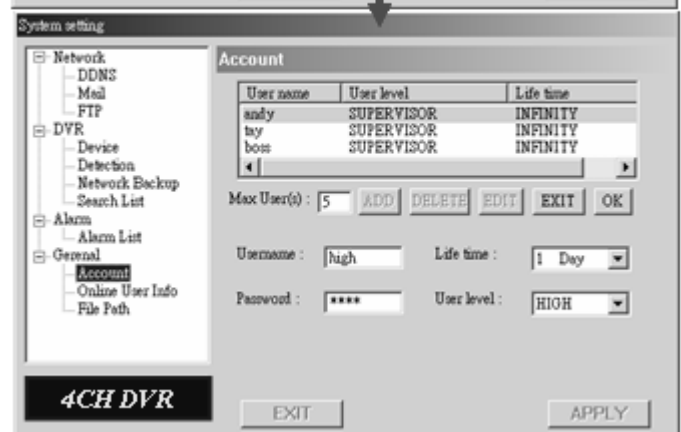 System setting
Network
DDNS
Mail
FTP
DVR
Device
Detection
Network Backup
Search List
Alarm
Alarm List
Gerenal
Account
Online User Info
File Path
4CH DVR
Account
User name User level Life time
andy SUPERVISOR INFINITY
tay SUPERVISOR INFINITY
boss SUPERVISOR INFINITY
Max User(s) : 5 ADD DELETE EDIT EXIT OK
Username : high Life time : 1 Day
Password : **** User level : HIGH
EXIT APPLY